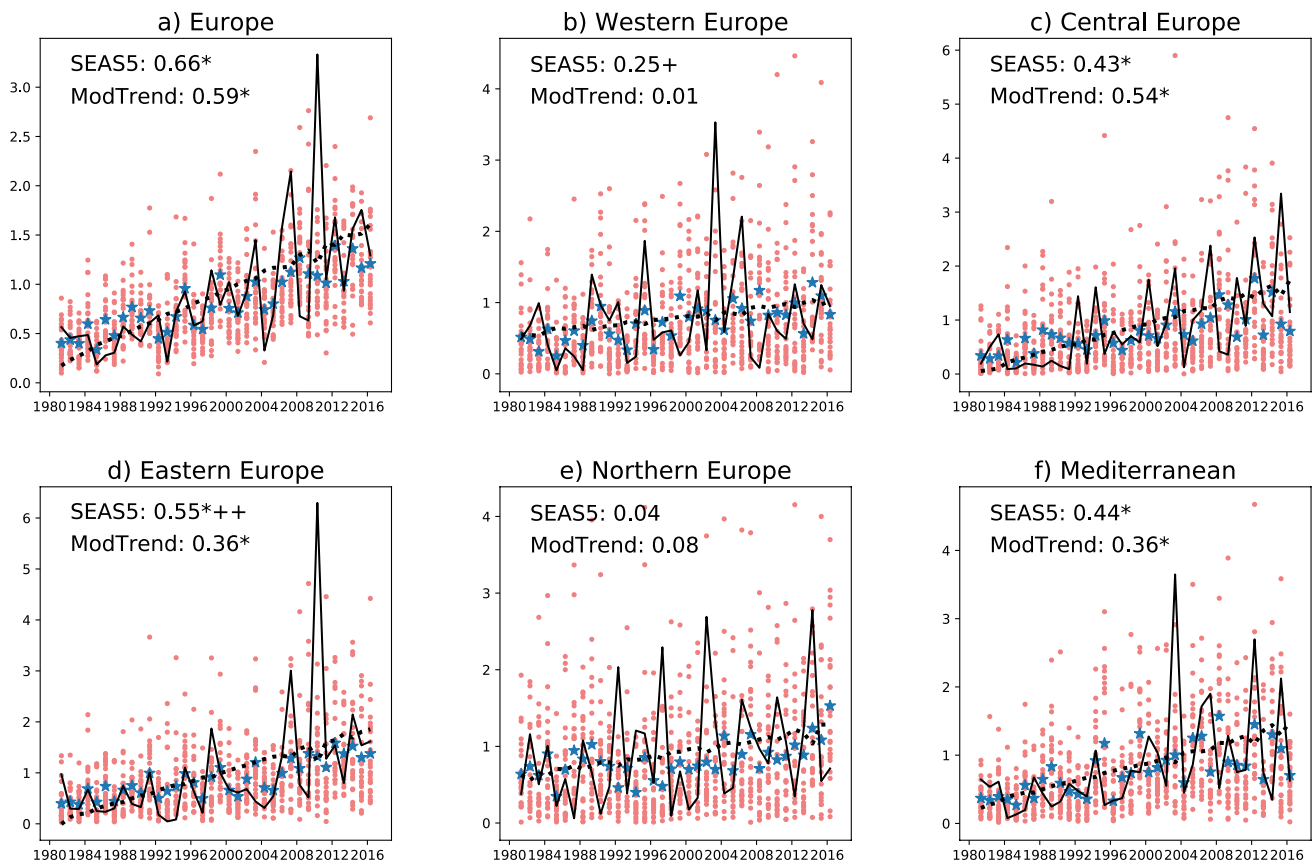 a) Europe
SEAS5: 0.66*
ModTrend: 0.59*
3.0
2.5
2.0
1.5
1.0
0.5
0.0
1980 1984 1988 1992 1996 2000 2004 2008 2012 2016
b) Western Europe
SEAS5: 0.25+
ModTrend: 0.01
4
3
2
1
0
1980 1984 1988 1992 1996 2000 2004 2008 2012 2016
c) Central Europe
SEAS5: 0.43*
ModTrend: 0.54*
6
5
4
3
2
1
0
1980 1984 1988 1992 1996 2000 2004 2008 2012 2016
d) Eastern Europe
SEAS5: 0.55*++
ModTrend: 0.36*
6
5
4
3
2
1
0
1980 1984 1988 1992 1996 2000 2004 2008 2012 2016
e) Northern Europe
SEAS5: 0.04
ModTrend: 0.08
4
3
2
1
0
1980 1984 1988 1992 1996 2000 2004 2008 2012 2016
f) Mediterranean
SEAS5: 0.44*
ModTrend: 0.36*
4
3
2
1
0
1980 1984 1988 1992 1996 2000 2004 2008 2012 2016